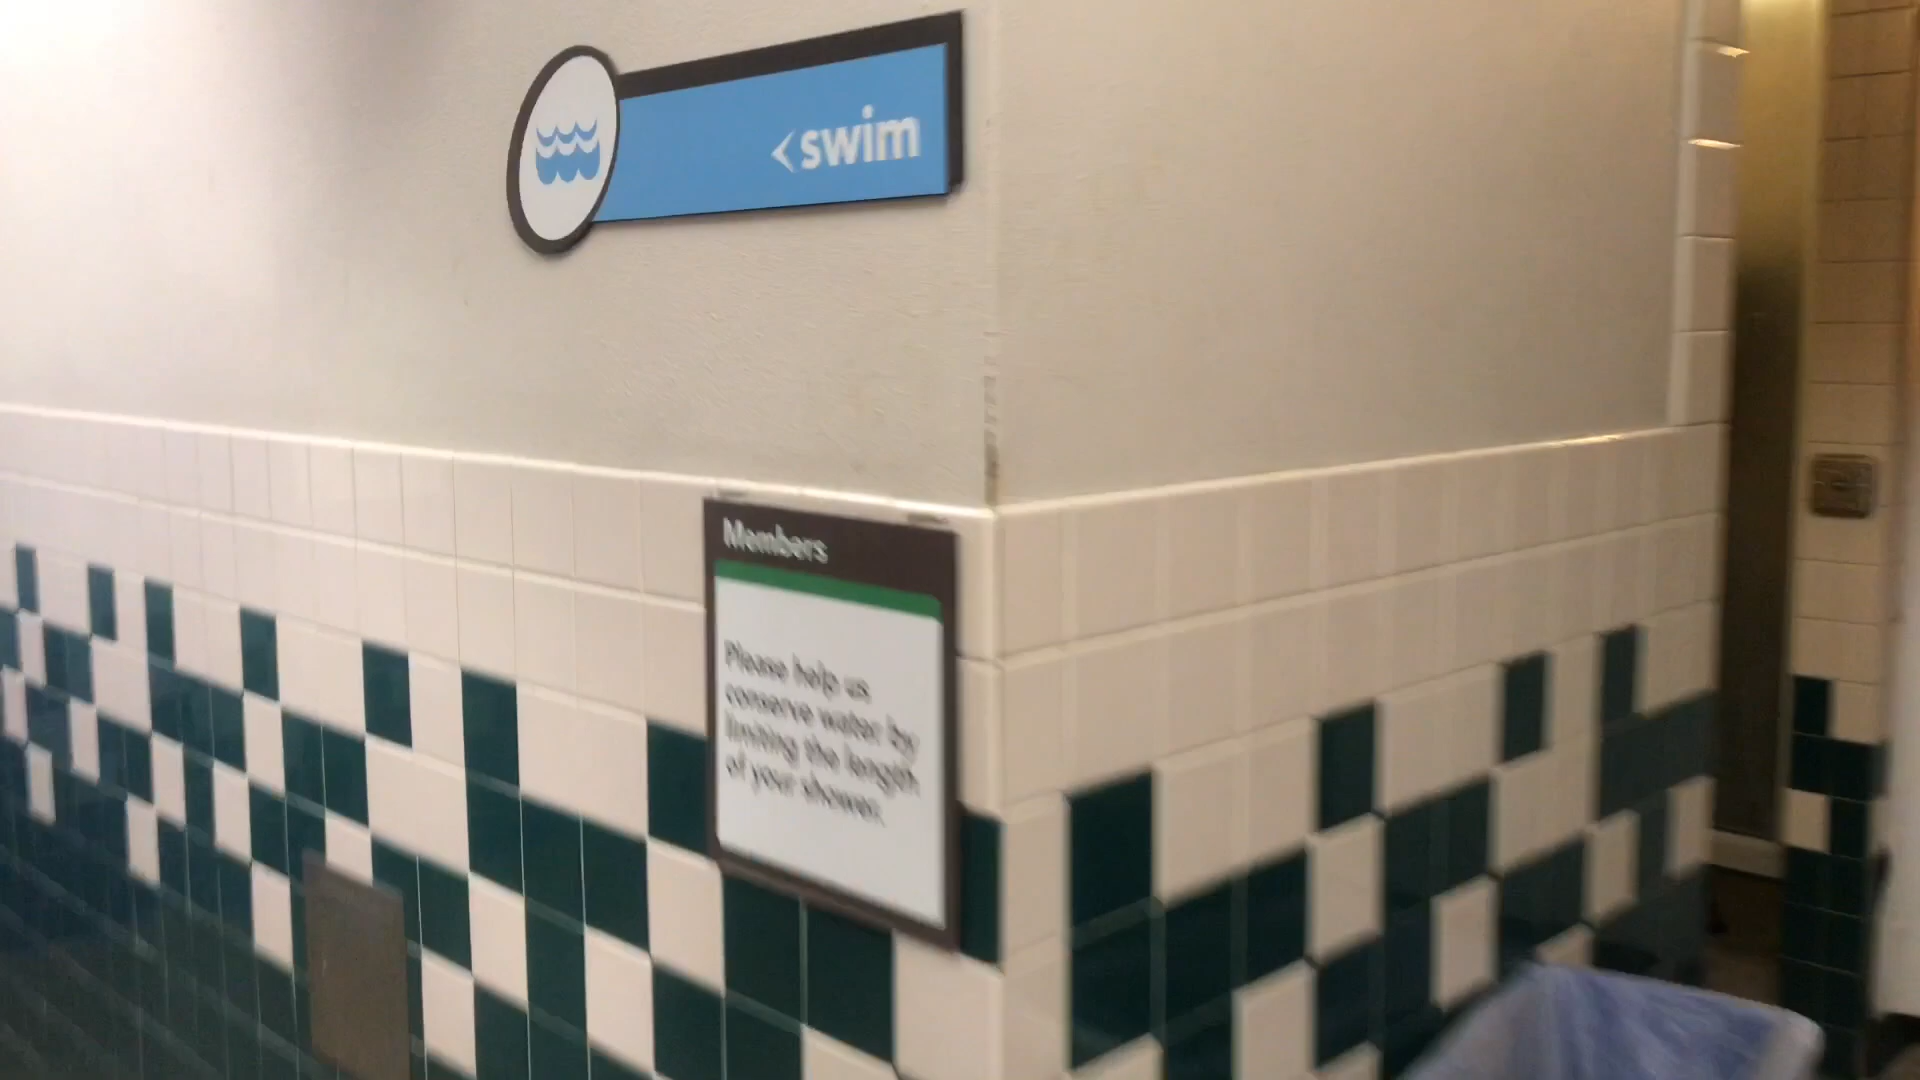 <swim
Members
Please help us
conserve water by
limiting the length
of your shower.